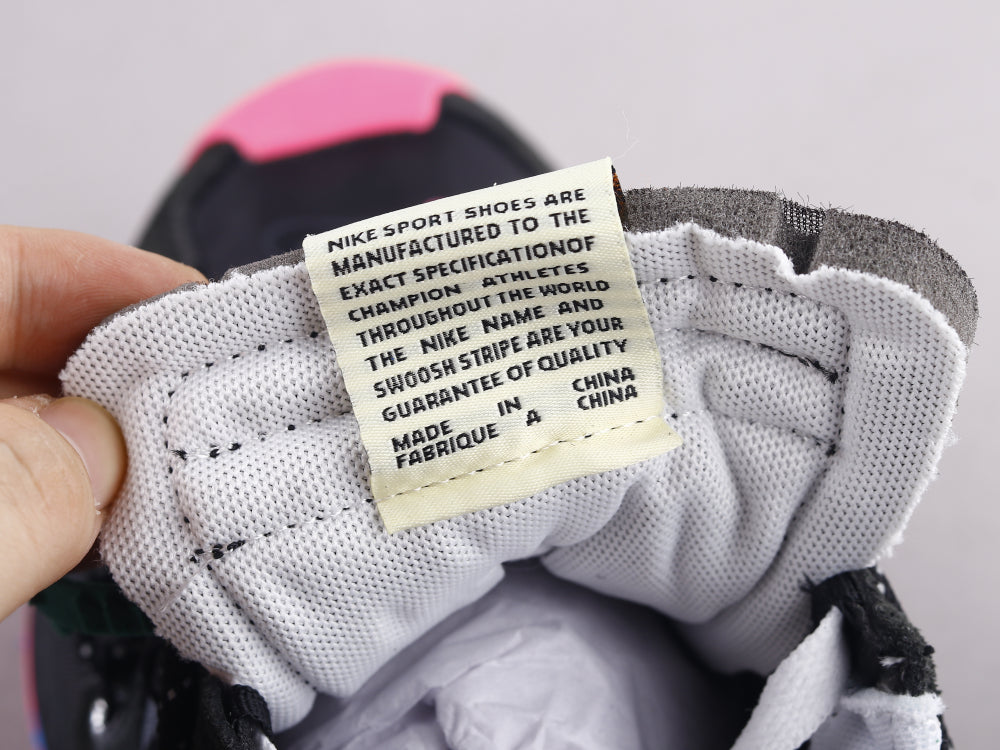 NIKE SPORT SHOES ARE
MANUFACTURED TO THE
EXACT SPECIFICATIONOF
CHAMPION ATHLETES
THROUGHOUT THE WORLD
THE NIKE NAME AND
SWOOSH STRIPE ARE YOUR
GUARANTEE OF QUALITY
MADE IN CHINA
FABRIQUE A CHINA